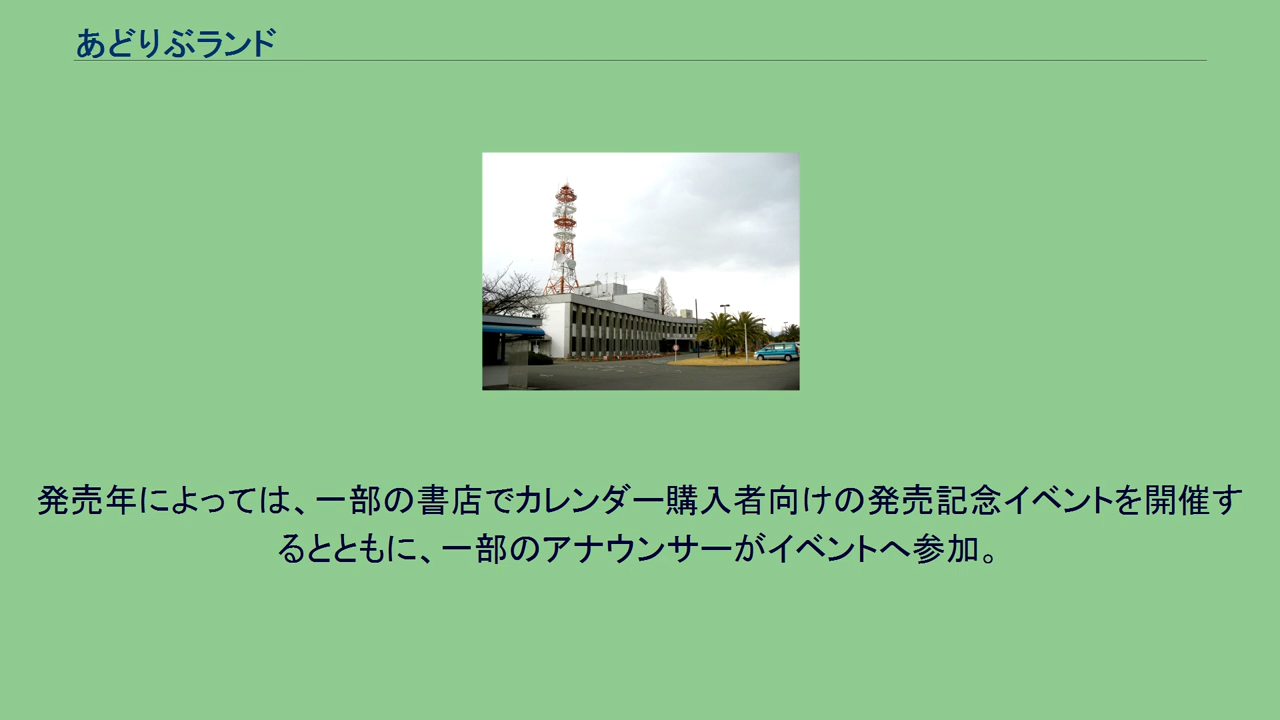 あどりぶランド
発売年によっては、一部の書店でカレンダー購入者向けの発売記念イベントを開催す
るとともに、一部のアナウンサーがイベントへ参加。